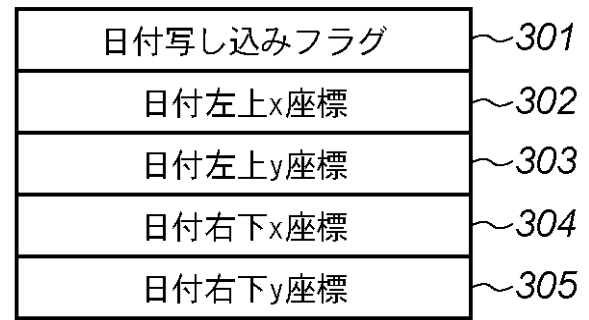 日付写し込みフラグ 301
日付左上x座標 302
日付左上y座標 303
日付右下x座標 304
日付右下y座標 305